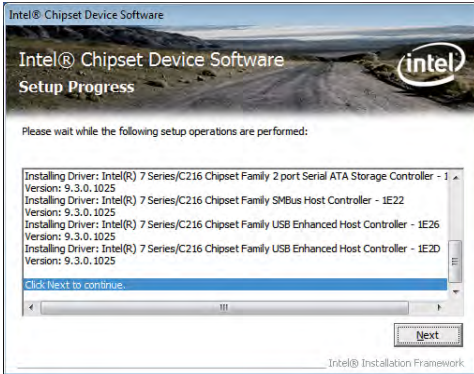 Intel® Chipset Device Software
Intel® Chipset Device Software
intel
Setup Progress
Please wait while the following setup operations are performed:
Installing Driver: Intel(R) 7 Series/C216 Chipset Family 2 port Serial ATA Storage Controller - 1
Version: 9.3.0.1025
Installing Driver: Intel(R) 7 Series/C216 Chipset Family SMBus Host Controller - 1E22
Version: 9.3.0.1025
Installing Driver: Intel(R) 7 Series/C216 Chipset Family USB Enhanced Host Controller - 1E26
Version: 9.3.0.1025
Installing Driver: Intel(R) 7 Series/C216 Chipset Family USB Enhanced Host Controller - 1E2D
Version: 9.3.0.1025
Click Next to continue.
Next
Intel® Installation Framework